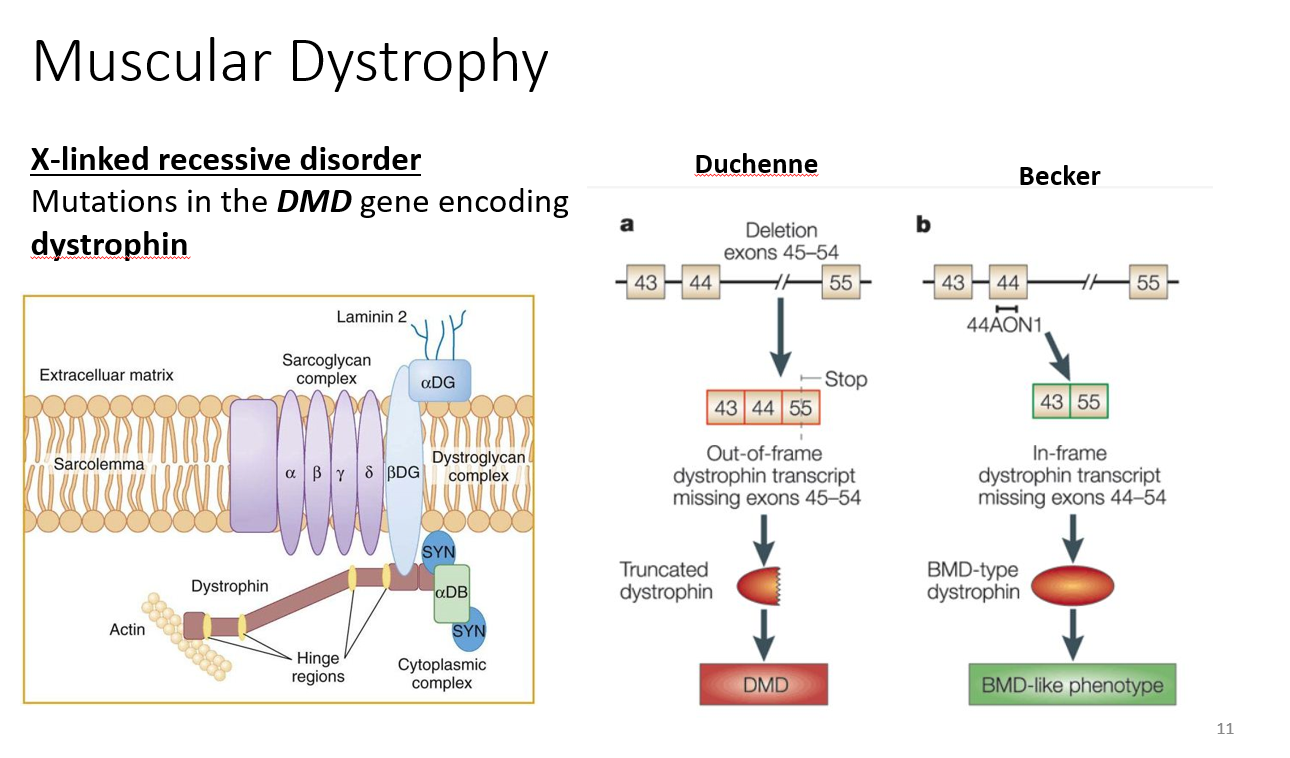 Muscular Dystrophy
X-linked recessive disorder
Mutations in the DMD gene encoding
dystrophin
Laminin 2
Sarcoglycan
complex
αDG
Extracelluar matrix
Sarcolemma
α β γ δ βDG
Dystroglycan
complex
SYN
Dystrophin
αDB
Actin
SYN
Hinge
regions
Cytoplasmic
complex
Duchenne
a
Deletion
exons 45–54
43 44 55
Stop
43 44 55
Out-of-frame
dystrophin transcript
missing exons 45–54
Truncated
dystrophin
DMD
Becker
b
43 44 55
44AON1
43 55
In-frame
dystrophin transcript
missing exons 44–54
BMD-type
dystrophin
BMD-like phenotype
11